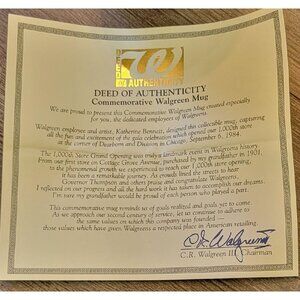 DEED
OF AUTHENTICITY
DEED OF AUTHENTICITY
Commemorative Walgreen Mug
We are proud to present this Commemorative Walgreen Mug created especially
for you, the dedicated employees of Walgreens.
Walgreen employee and artist, Katherine Bennett, designed this collectible mug, capturing
all the fun and excitement of the gala celebration which opened our 1,000th store
at the corner of Dearborn and Division in Chicago, September 6, 1984.
The 1,000th Store Grand Opening was truly a landmark event in Walgreens history.
From our first store on Cottage Grove Avenue, purchased by my grandfather in 1901,
to the phenomenal growth we experienced to reach our 1,000th store opening,
it has been a remarkable journey. As crowds lined the streets to hear
Governor Thompson and others praise and congratulate Walgreens,
I reflected on our progress and all the hard work it has taken to accomplish our dreams.
I'm sure my grandfather would be proud of each person who played a part.
This commemorative mug reminds us of goals realized and goals yet to come.
As we approach our second century of service, let us continue to adhere
to the same values on which this company was founded —
those values which have given Walgreens a respected place in American retailing.
C.R. Walgreen III
C.R. Walgreen III Chairman